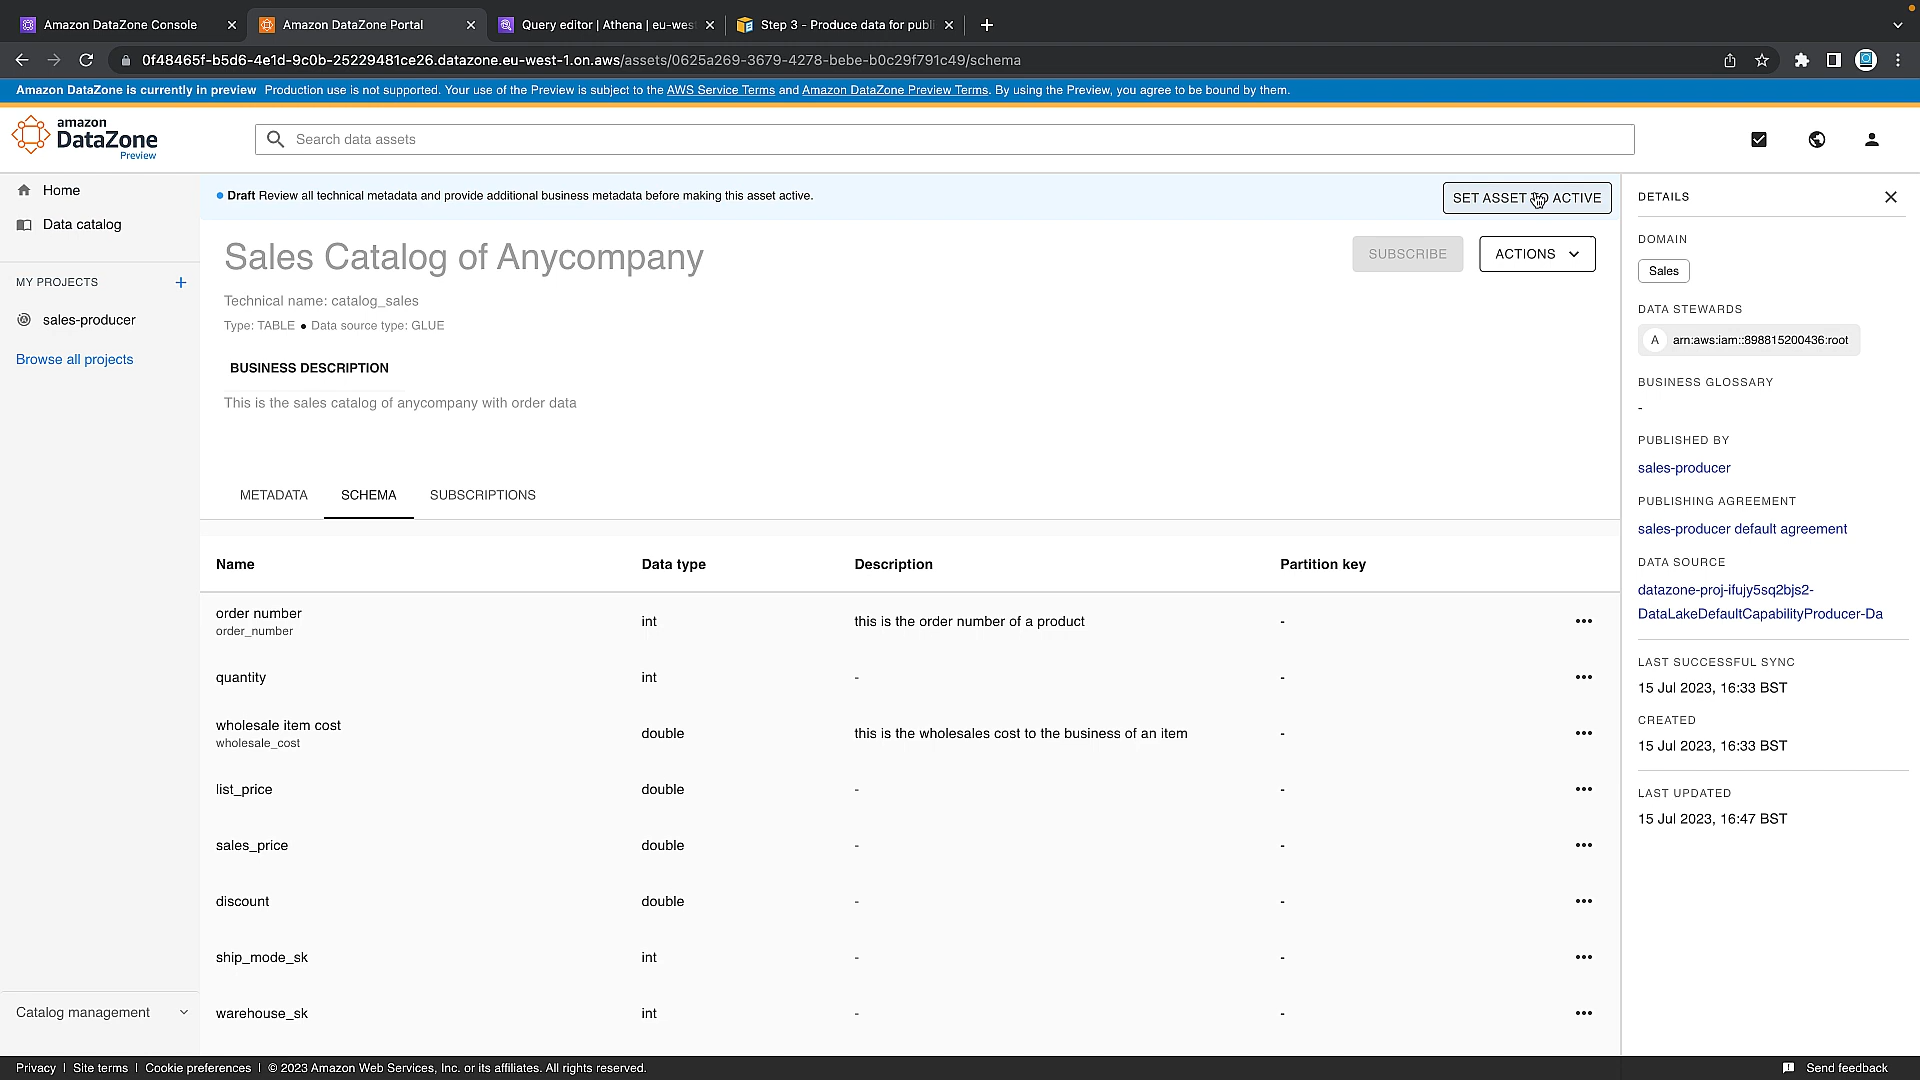 Amazon DataZone Console
Amazon DataZone Portal
Query editor | Athena | eu-wes
Step 3 - Produce data for publi
0f48465f-b5d6-4e1d-9c0b-25229481ce26.datazone.eu-west-1.on.aws/assets/0625a269-3679-4278-bebe-b0c29f791c49/schema
Amazon DataZone is currently in preview Production use is not supported. Your use of the Preview is subject to the AWS Service Terms and Amazon DataZone Preview Terms. By using the Preview, you agree to be bound by them.
amazon
DataZone
Preview
Search data assets
Home
Data catalog
MY PROJECTS
sales-producer
Browse all projects
Catalog management
Draft Review all technical metadata and provide additional business metadata before making this asset active.
SET ASSET TO ACTIVE
Sales Catalog of Anycompany
SUBSCRIBE
ACTIONS
Technical name: catalog_sales
Type: TABLE ● Data source type: GLUE
BUSINESS DESCRIPTION
This is the sales catalog of anycompany with order data
METADATA SCHEMA SUBSCRIPTIONS
Name Data type Description Partition key
order number
order_number
int this is the order number of a product - •••
quantity int - - •••
wholesale item cost
wholesale_cost
double this is the wholesales cost to the business of an item - •••
list_price double - - •••
sales_price double - - •••
discount double - - •••
ship_mode_sk int - - •••
warehouse_sk int - - •••
DETAILS
DOMAIN
Sales
DATA STEWARDS
A arn:aws:iam::898815200436:root
BUSINESS GLOSSARY
-
PUBLISHED BY
sales-producer
PUBLISHING AGREEMENT
sales-producer default agreement
DATA SOURCE
datazone-proj-ifujy5sq2bjs2-
DataLakeDefaultCapabilityProducer-Da
LAST SUCCESSFUL SYNC
15 Jul 2023, 16:33 BST
CREATED
15 Jul 2023, 16:33 BST
LAST UPDATED
15 Jul 2023, 16:47 BST
Privacy | Site terms | Cookie preferences | © 2023 Amazon Web Services, Inc. or its affiliates. All rights reserved.
Send feedback